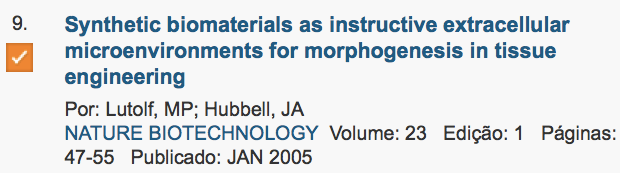 9.
Synthetic biomaterials as instructive extracellular
microenvironments for morphogenesis in tissue
engineering
Por: Lutolf, MP; Hubbell, JA
NATURE BIOTECHNOLOGY Volume: 23 Edição: 1 Páginas:
47-55 Publicado: JAN 2005